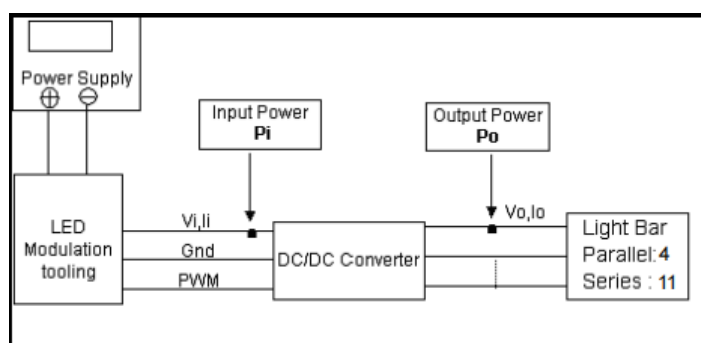 Power Supply
Input Power
Pi
Output Power
Po
LED
Modulation
tooling
Vi,Ii
Gnd
PWM
DC/DC Converter
Vo,Io
Light Bar
Parallel:4
Series : 11